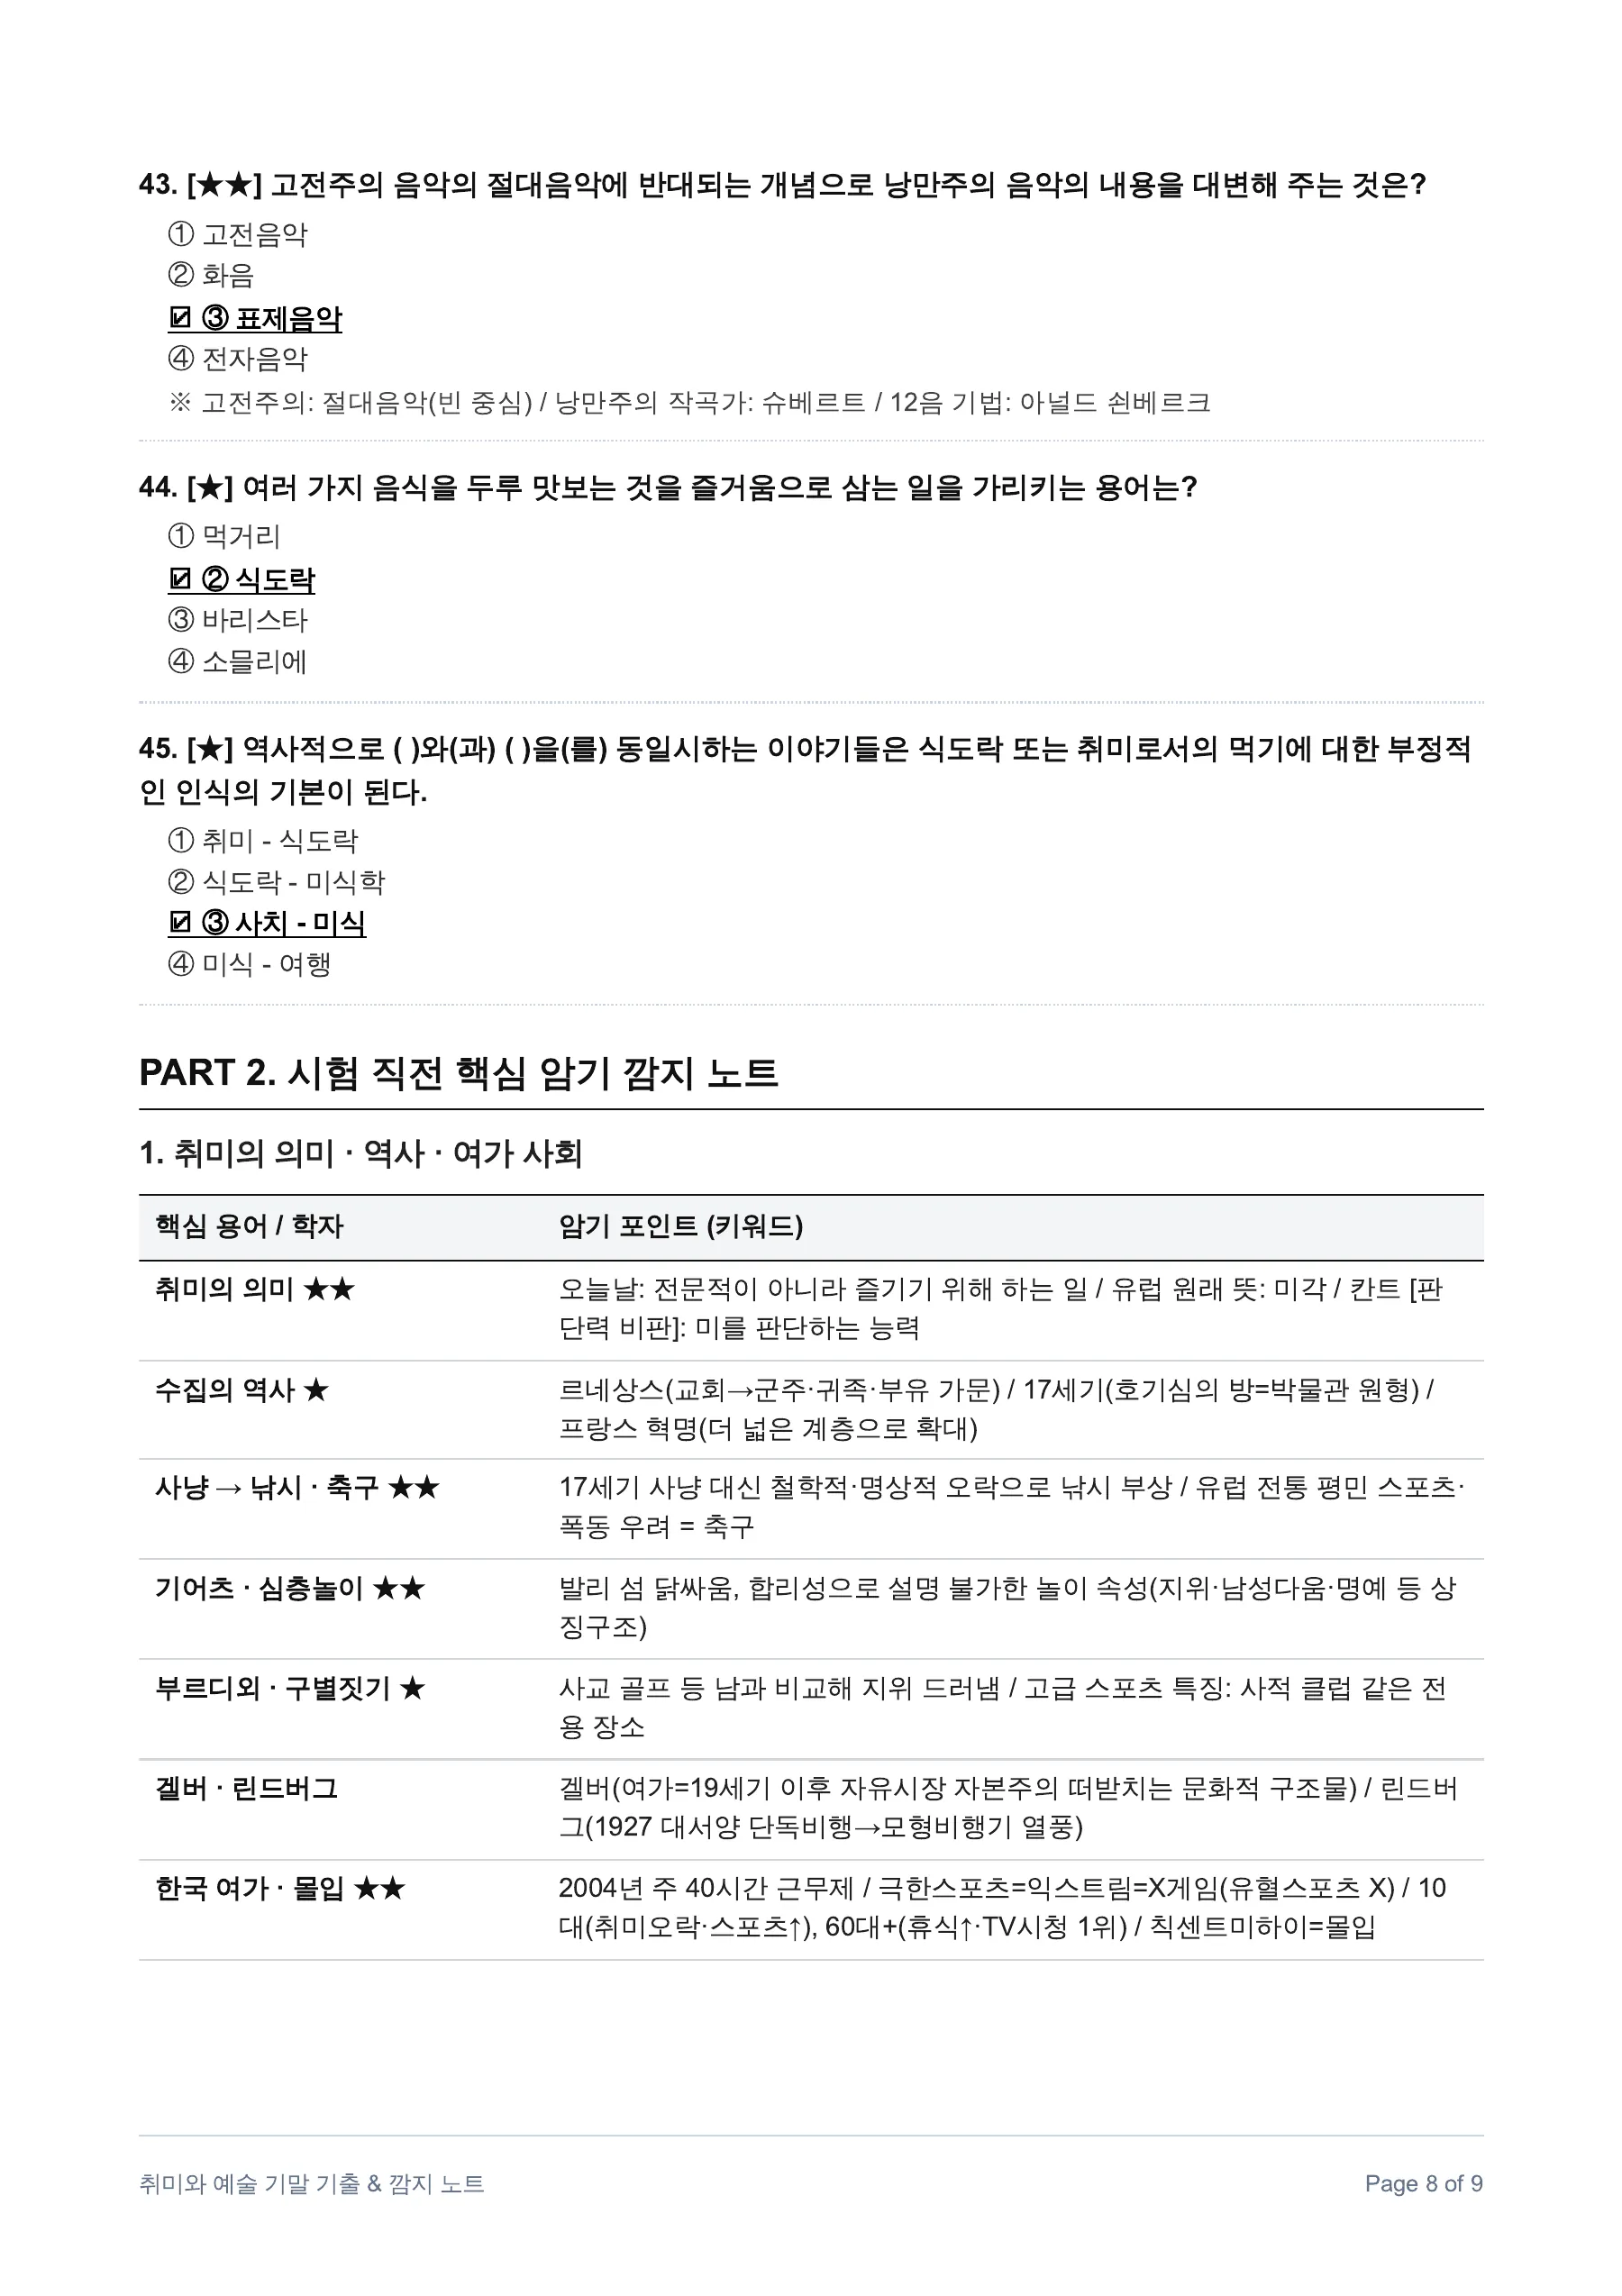 43. [★★] 고전주의 음악의 절대음악에 반대되는 개념으로 낭만주의 음악의 내용을 대변해 주는 것은?
① 고전음악
② 화음
☑ ③ 표제음악
④ 전자음악
※ 고전주의: 절대음악(빈 중심) / 낭만주의 작곡가: 슈베르트 / 12음 기법: 아널드 쇤베르크
44. [★] 여러 가지 음식을 두루 맛보는 것을 즐거움으로 삼는 일을 가리키는 용어는?
① 먹거리
☑ ② 식도락
③ 바리스타
④ 소믈리에
45. [★] 역사적으로 ( )와(과) ( )을(를) 동일시하는 이야기들은 식도락 또는 취미로서의 먹기에 대한 부정적
인 인식의 기본이 된다.
① 취미 - 식도락
② 식도락 - 미식학
☑ ③ 사치 - 미식
④ 미식 - 여행
PART 2. 시험 직전 핵심 암기 깜지 노트
1. 취미의 의미 · 역사 · 여가 사회
핵심 용어 / 학자 암기 포인트 (키워드)
취미의 의미 ★★ 오늘날: 전문적이 아니라 즐기기 위해 하는 일 / 유럽 원래 뜻: 미각 / 칸트 [판
단력 비판]: 미를 판단하는 능력
수집의 역사 ★ 르네상스(교회→군주·귀족·부유 가문) / 17세기(호기심의 방=박물관 원형) /
프랑스 혁명(더 넓은 계층으로 확대)
사냥 → 낚시 · 축구 ★★ 17세기 사냥 대신 철학적·명상적 오락으로 낚시 부상 / 유럽 전통 평민 스포츠·
폭동 우려 = 축구
기어츠 · 심층놀이 ★★ 발리 섬 닭싸움, 합리성으로 설명 불가한 놀이 속성(지위·남성다움·명예 등 상
징구조)
부르디외 · 구별짓기 ★ 사교 골프 등 남과 비교해 지위 드러냄 / 고급 스포츠 특징: 사적 클럽 같은 전
용 장소
겔버 · 린드버그 겔버(여가=19세기 이후 자유시장 자본주의 떠받치는 문화적 구조물) / 린드버
그(1927 대서양 단독비행→모형비행기 열풍)
한국 여가 · 몰입 ★★ 2004년 주 40시간 근무제 / 극한스포츠=익스트림=X게임(유혈스포츠 X) / 10
대(취미오락·스포츠↑), 60대+(휴식↑·TV시청 1위) / 칙센트미하이=몰입
취미와 예술 기말 기출 & 깜지 노트 Page 8 of 9